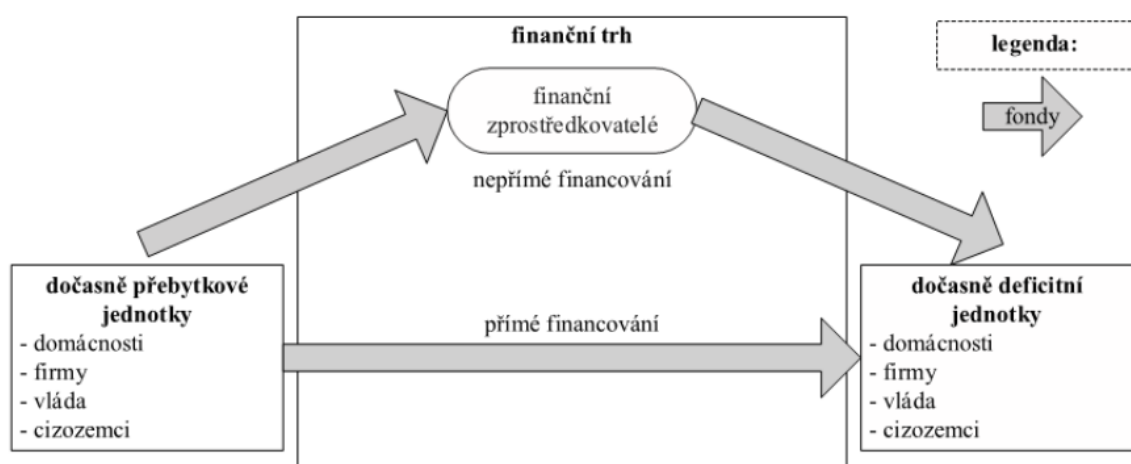 finanční trh
legenda:
finanční
zprostředkovatelé
fondy
nepřímé financování
dočasně přebytkové
jednotky
- domácnosti
- firmy
- vláda
- cizozemci
přímé financování
dočasně deficitní
jednotky
- domácnosti
- firmy
- vláda
- cizozemci